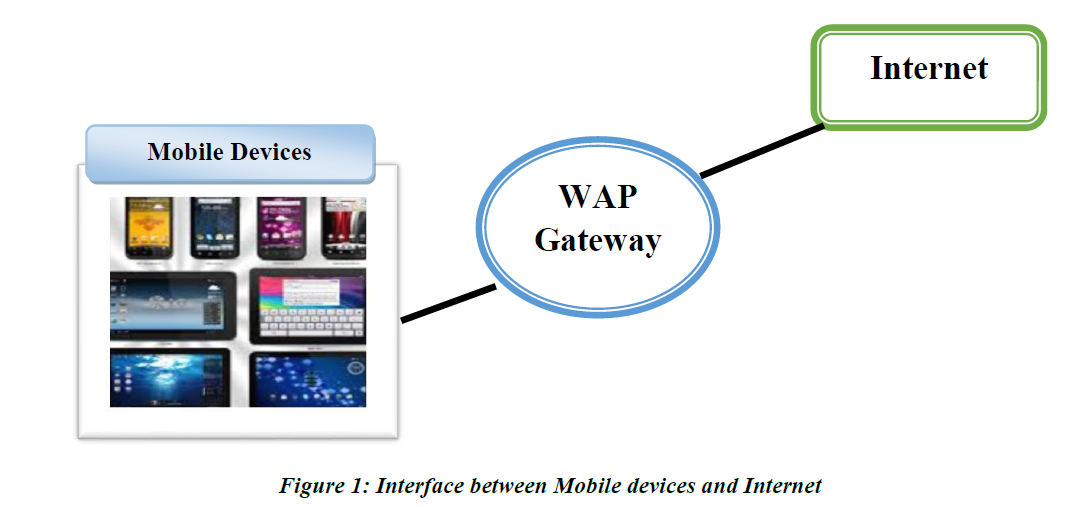 Internet
Mobile Devices
WAP
Gateway
Figure 1: Interface between Mobile devices and Internet